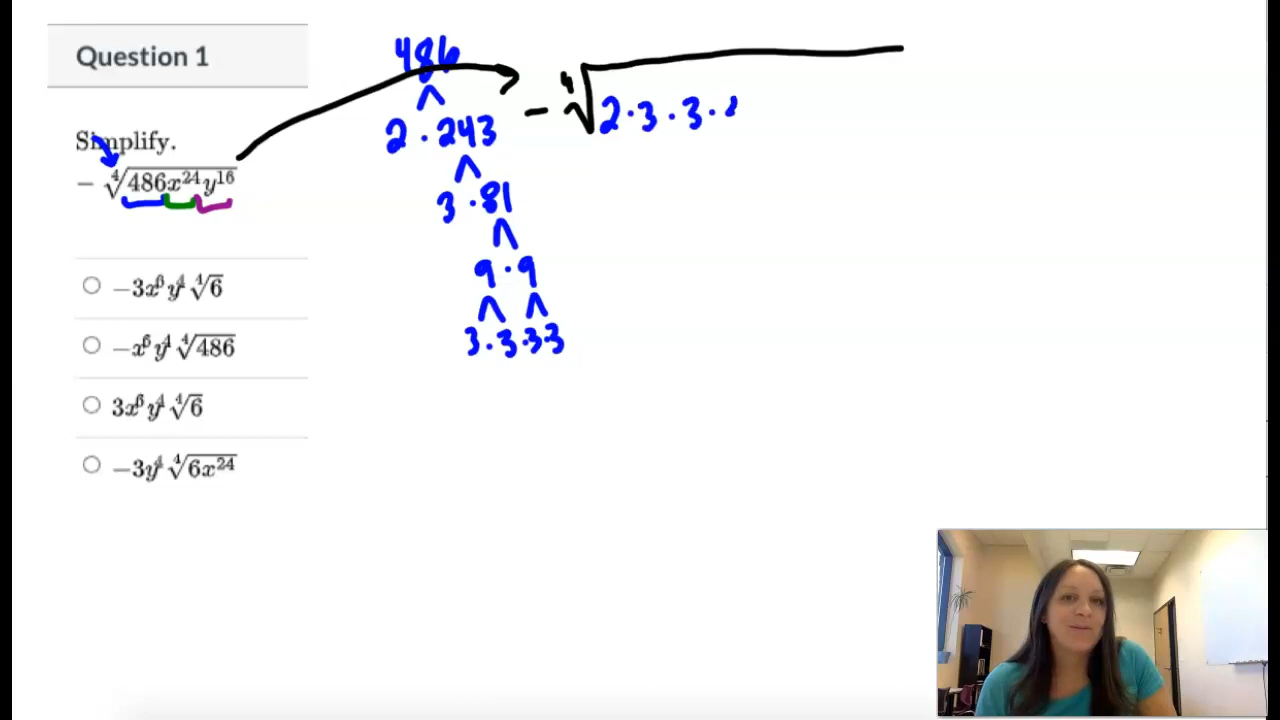 Question 1
Simplify.
− ∜(486x²⁴y¹⁶)
−3x⁶y⁴ ∜6
−x⁶y⁴ ∜486
3x⁶y⁴ ∜6
−3y⁴ ∜(6x²⁴)
486
2 · 243
3 · 81
9 · 9
3 · 3 · 3 · 3
− ∜ 2 · 3 · 3 ·